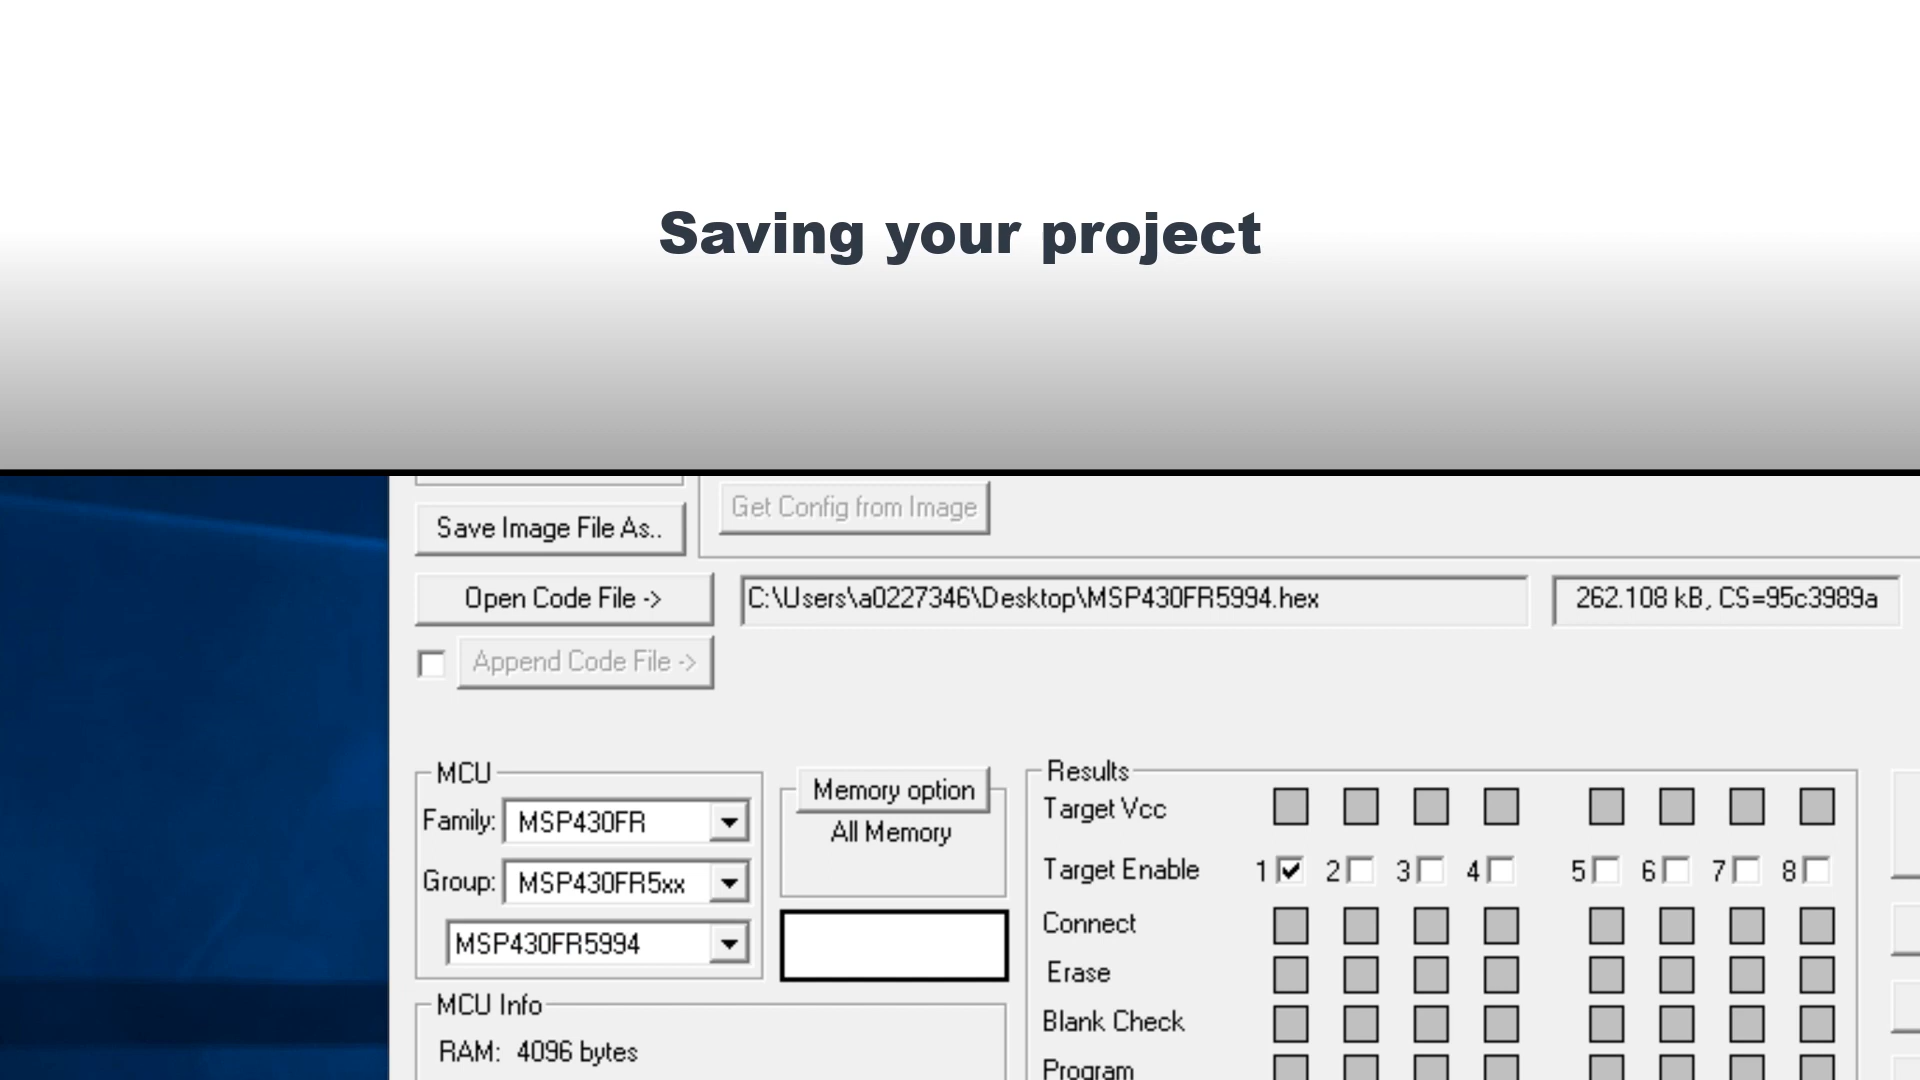 Saving your project
Get Config from Image
Save Image File As..
Open Code File ->
C:\Users\a0227346\Desktop\MSP430FR5994.hex
262.108 kB, CS=95c3989a
Append Code File ->
MCU
Family: MSP430FR
Group: MSP430FR5xx
MSP430FR5994
Memory option
All Memory
MCU Info
RAM: 4096 bytes
Results
Target Vcc
Target Enable 1 2 3 4 5 6 7 8
Connect
Erase
Blank Check
Program